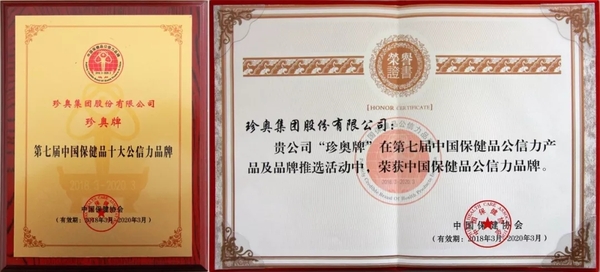 珍奥集团股份有限公司
珍奥牌
第七届中国保健品十大公信力品牌
中国保健协会
（有效期：2018年3月-2020年3月）
榮譽
證書
[HONOR CERTIFICATE]
珍奥集团股份有限公司：
贵公司“珍奥牌”在第七届中国保健品公信力产
品及品牌推选活动中，荣获中国保健品公信力品牌。
中国保健协会
（有效期：2018年3月-2020年3月）